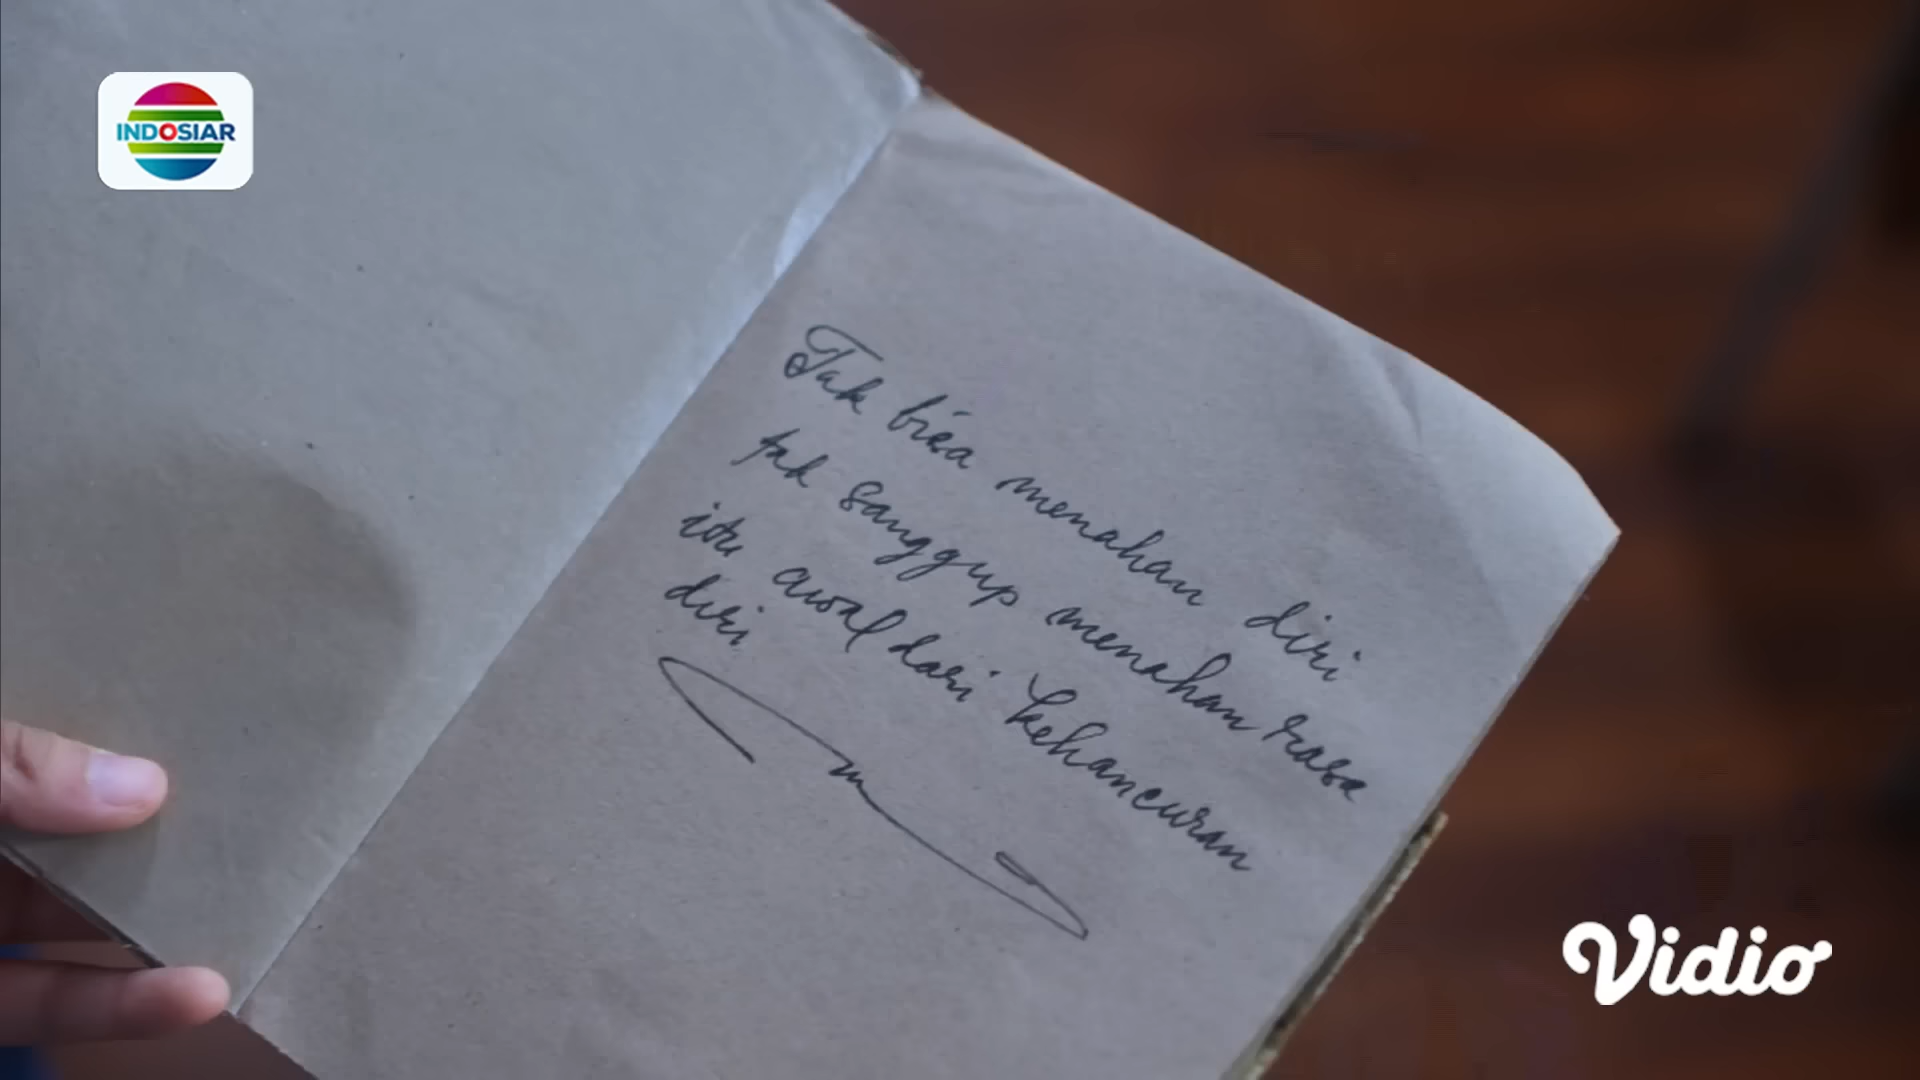 INDOSIAR
Tak bisa menahan diri
tak sanggup menahan rasa
itu awal dari kehancuran
diri
Vidio